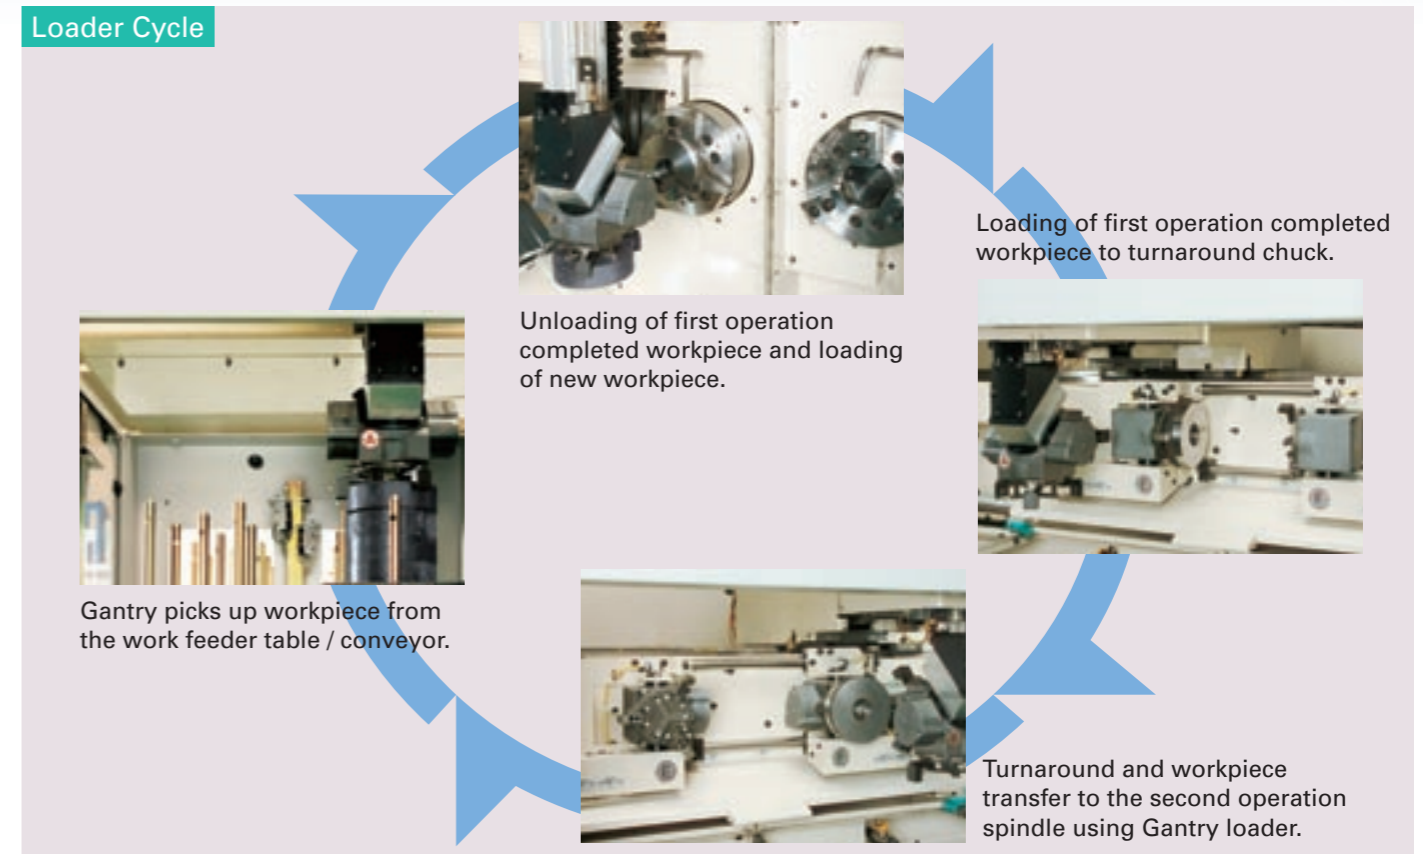 Loader Cycle
Unloading of first operation
completed workpiece and loading
of new workpiece.
Loading of first operation completed
workpiece to turnaround chuck.
Turnaround and workpiece
transfer to the second operation
spindle using Gantry loader.
Gantry picks up workpiece from
the work feeder table / conveyor.